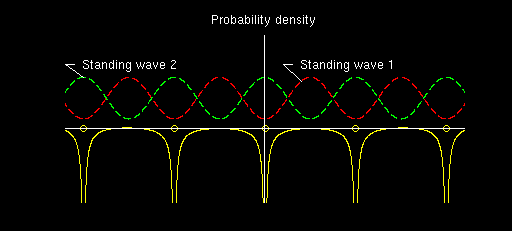 Probability density
Standing wave 2
Standing wave 1